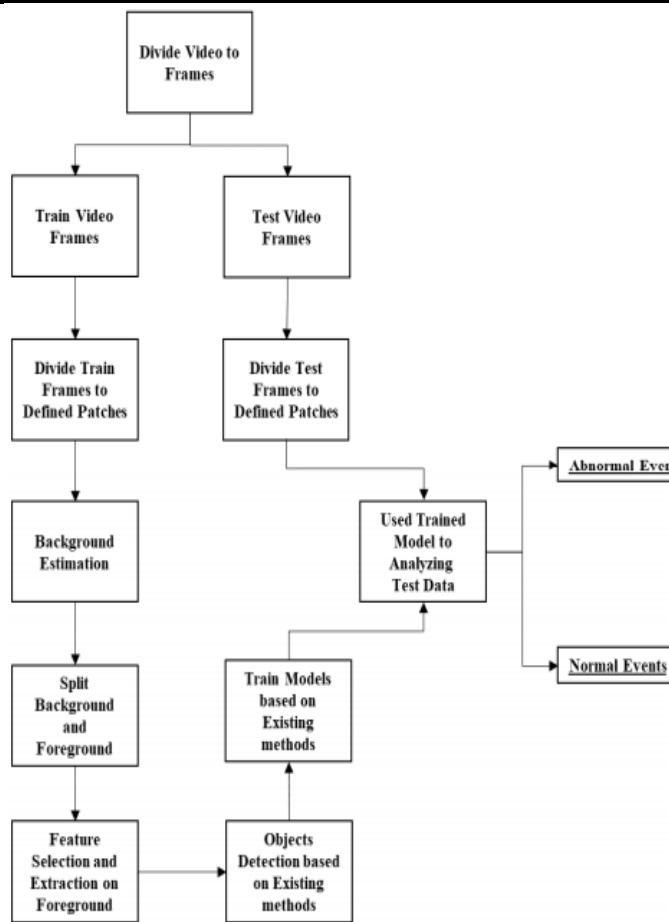 Divide Video to
Frames
Train Video
Frames
Test Video
Frames
Divide Train
Frames to
Defined Patches
Divide Test
Frames to
Defined Patches
Background
Estimation
Used Trained
Model to
Analyzing
Test Data
Abnormal Even
Split
Background
and
Foreground
Train Models
based on
Existing
methods
Normal Events
Feature
Selection and
Extraction on
Foreground
Objects
Detection based
on Existing
methods